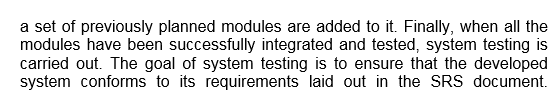 a set of previously planned modules are added to it. Finally, when all the
modules have been successfully integrated and tested, system testing is
carried out. The goal of system testing is to ensure that the developed
system conforms to its requirements laid out in the SRS document.